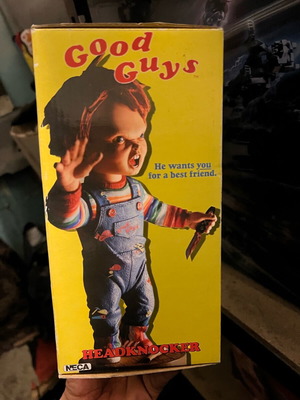 Good
Guys
He wants you
for a best friend.
HEADKNOCKER
NECA